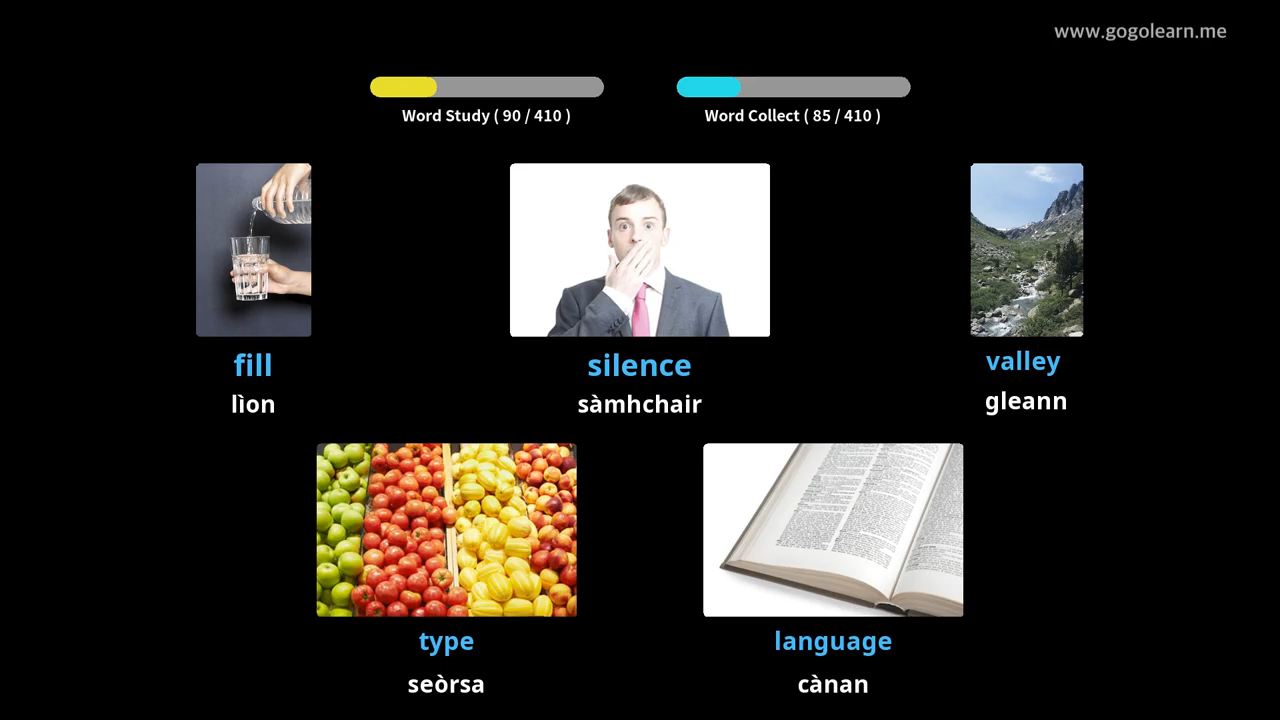 www.gogolearn.me
Word Study ( 90 / 410 )
Word Collect ( 85 / 410 )
fill
lìon
silence
sàmhchair
valley
gleann
type
seòrsa
language
cànan